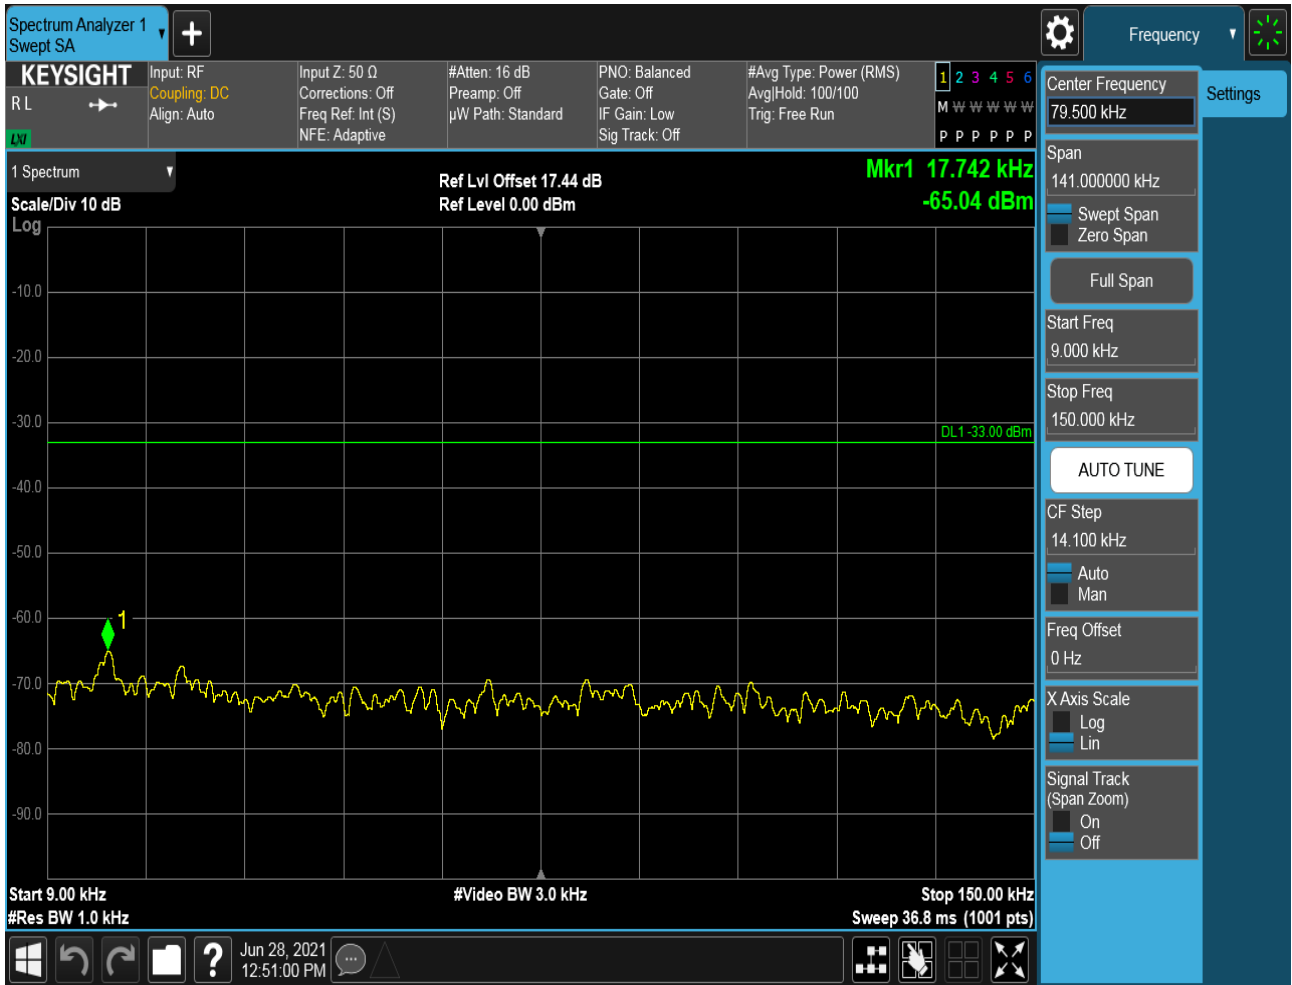 Spectrum Analyzer 1
Swept SA
Frequency
KEYSIGHT
R L
LXI
Input: RF
Coupling: DC
Align: Auto
Input Z: 50 Ω
Corrections: Off
Freq Ref: Int (S)
NFE: Adaptive
#Atten: 16 dB
Preamp: Off
µW Path: Standard
PNO: Balanced
Gate: Off
IF Gain: Low
Sig Track: Off
#Avg Type: Power (RMS)
Avg|Hold: 100/100
Trig: Free Run
1 2 3 4 5 6
M W W W W W
P P P P P P
1 Spectrum
Scale/Div 10 dB
Log
Ref Lvl Offset 17.44 dB
Ref Level 0.00 dBm
Mkr1 17.742 kHz
-65.04 dBm
-10.0
-20.0
-30.0
DL1 -33.00 dBm
-40.0
-50.0
-60.0
1
-70.0
-80.0
-90.0
Start 9.00 kHz
#Res BW 1.0 kHz
#Video BW 3.0 kHz
Stop 150.00 kHz
Sweep 36.8 ms (1001 pts)
?
Jun 28, 2021
12:51:00 PM
Center Frequency
79.500 kHz
Settings
Span
141.000000 kHz
Swept Span
Zero Span
Full Span
Start Freq
9.000 kHz
Stop Freq
150.000 kHz
AUTO TUNE
CF Step
14.100 kHz
Auto
Man
Freq Offset
0 Hz
X Axis Scale
Log
Lin
Signal Track
(Span Zoom)
On
Off